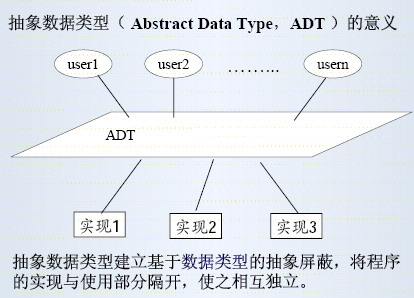 抽象数据类型（ Abstract Data Type，ADT ）的意义
user1 user2 ……... usern
ADT
实现1 实现2 实现3
抽象数据类型建立基于数据类型的抽象屏蔽，将程序
的实现与使用部分隔开，使之相互独立。